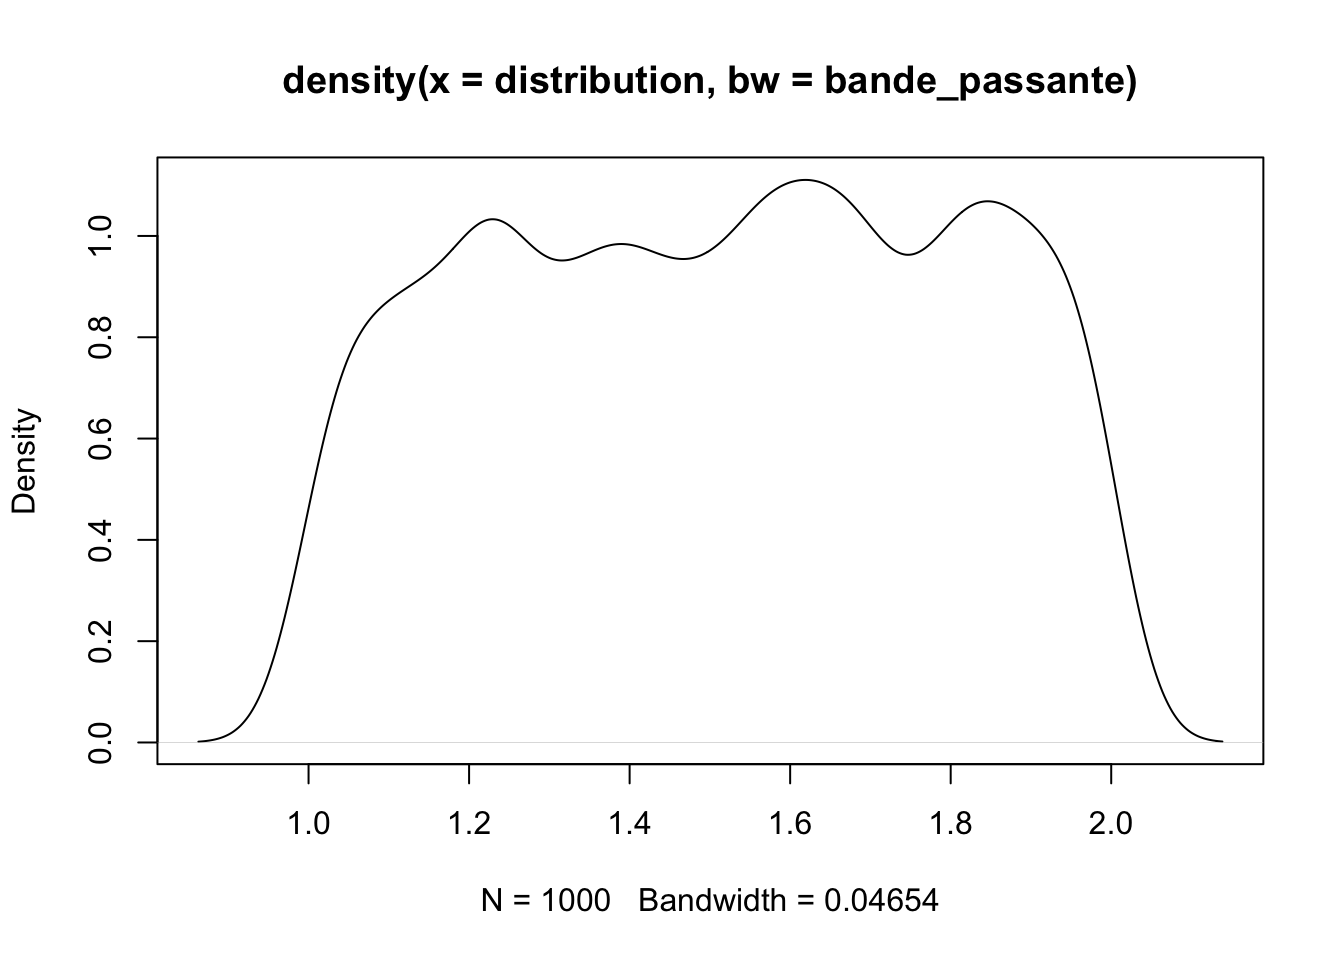 density(x = distribution, bw = bande_passante)
Density
1.0
0.8
0.6
0.4
0.2
0.0
1.0 1.2 1.4 1.6 1.8 2.0
N = 1000 Bandwidth = 0.04654